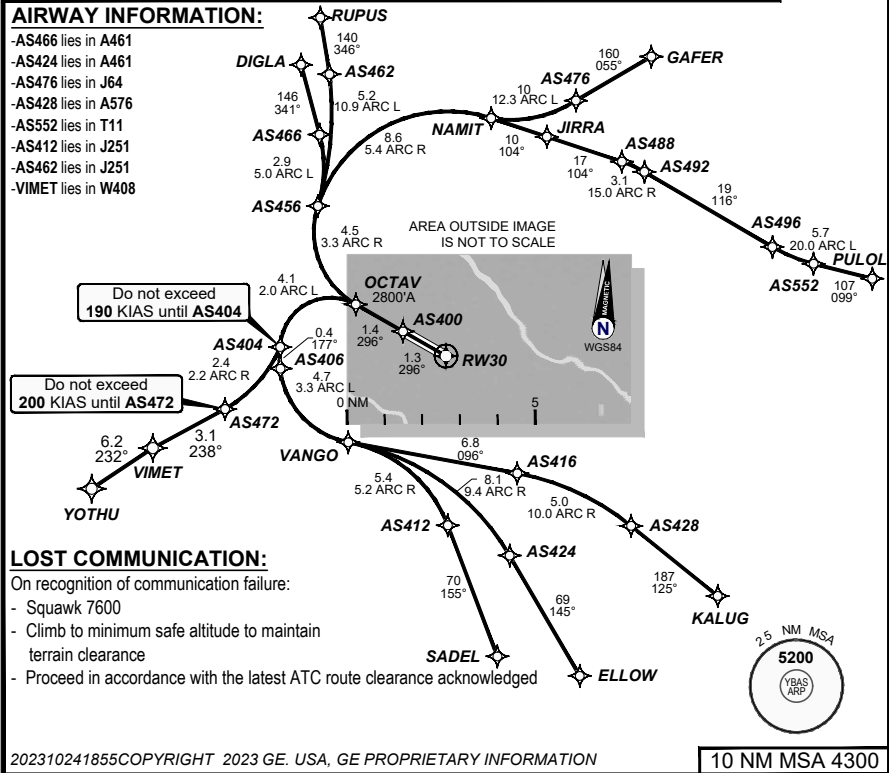 AIRWAY INFORMATION:
-AS466 lies in A461
-AS424 lies in A461
-AS476 lies in J64
-AS428 lies in A576
-AS552 lies in T11
-AS412 lies in J251
-AS462 lies in J251
-VIMET lies in W408
RUPUS
140
346°
DIGLA
AS462
146
341°
5.2
10.9 ARC L
AS466
2.9
5.0 ARC L
AS456
8.6
5.4 ARC R
NAMIT
10
12.3 ARC L
AS476
160
055°
GAFER
JIRRA
10
104°
AS488
17
104°
AS492
3.1
15.0 ARC R
19
116°
AS496
5.7
20.0 ARC L
PULOL
AS552
107
099°
4.5
3.3 ARC R
AREA OUTSIDE IMAGE
IS NOT TO SCALE
4.1
2.0 ARC L
OCTAV
2800'A
AS400
1.4
296°
1.3
296°
RW30
MAGNETIC
N
WGS84
Do not exceed
190 KIAS until AS404
AS404
0.4
177°
AS406
2.4
2.2 ARC R
4.7
3.3 ARC L
0 NM
5
Do not exceed
200 KIAS until AS472
AS472
3.1
238°
6.2
232°
VIMET
YOTHU
VANGO
6.8
096°
AS416
5.4
5.2 ARC R
8.1
9.4 ARC R
5.0
10.0 ARC R
AS412
AS428
AS424
70
155°
69
145°
187
125°
KALUG
SADEL
ELLOW
LOST COMMUNICATION:
On recognition of communication failure:
- Squawk 7600
- Climb to minimum safe altitude to maintain
terrain clearance
- Proceed in accordance with the latest ATC route clearance acknowledged
25 NM MSA
5200
YBAS
ARP
202310241855COPYRIGHT 2023 GE. USA, GE PROPRIETARY INFORMATION
10 NM MSA 4300